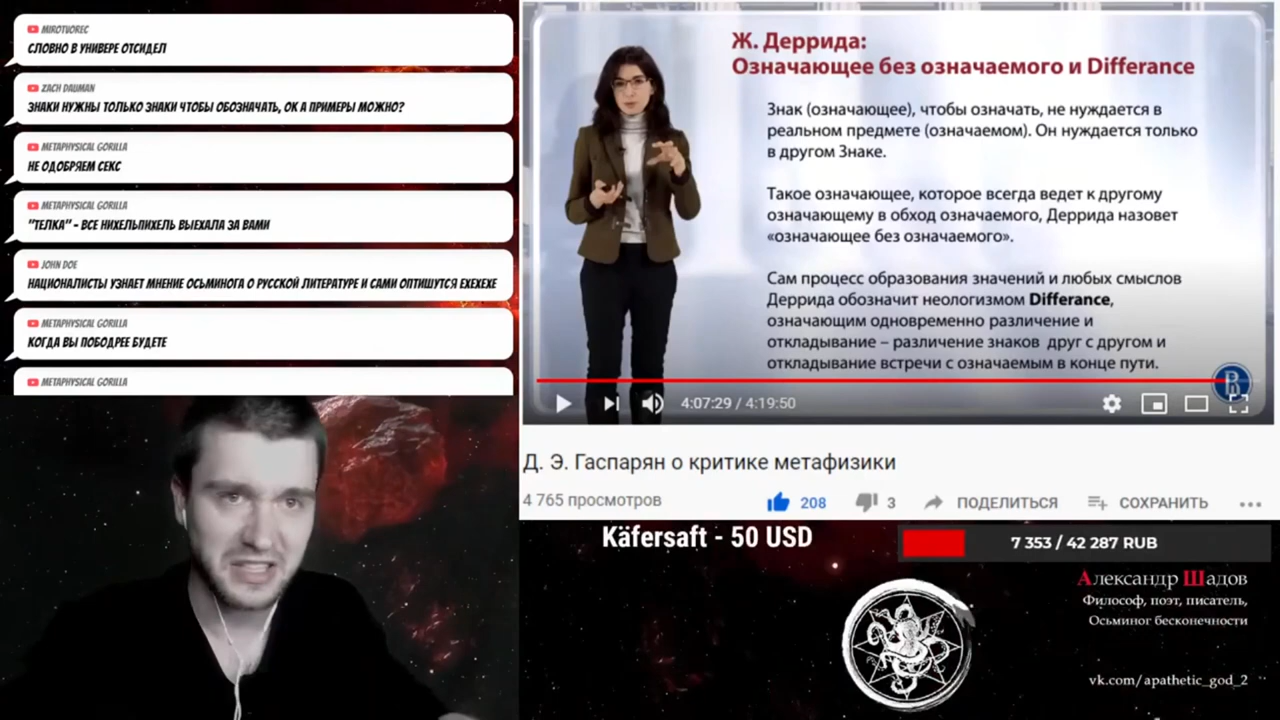 MIROTVOREC
СЛОВНО В УНИВЕРЕ ОТСИДЕЛ
ZACH DAUMAN
ЗНАКИ НУЖНЫ ТОЛЬКО ЗНАКИ ЧТОБЫ ОБОЗНАЧАТЬ, ОК А ПРИМЕРЫ МОЖНО?
METAPHYSICAL GORILLA
НЕ ОДОБРЯЕМ СЕКС
METAPHYSICAL GORILLA
"ТЕЛКА" - ВСЕ НИХЕЛЬПИХЕЛЬ ВЫЕХАЛА ЗА ВАМИ
JOHN DOE
НАЦИОНАЛИСТЫ УЗНАЕТ МНЕНИЕ ОСЬМИНОГА О РУССКОЙ ЛИТЕРАТУРЕ И САМИ ОПТИШУТСЯ ЕХЕХЕХЕ
METAPHYSICAL GORILLA
КОГДА ВЫ ПОБОДРЕЕ БУДЕТЕ
METAPHYSICAL GORILLA
Ж. Деррида:
Означающее без означаемого и Differance
Знак (означающее), чтобы означать, не нуждается в
реальном предмете (означаемом). Он нуждается только
в другом Знаке.
Такое означающее, которое всегда ведет к другому
означающему в обход означаемого, Деррида назовет
«означающее без означаемого».
Сам процесс образования значений и любых смыслов
Деррида обозначит неологизмом Differance,
означающим одновременно различение и
откладывание – различение знаков друг с другом и
откладывание встречи с означаемым в конце пути.
4:07:29 / 4:19:50
Д. Э. Гаспарян о критике метафизики
4 765 просмотров
208
3
ПОДЕЛИТЬСЯ
СОХРАНИТЬ
Käfersaft - 50 USD
7 353 / 42 287 RUB
Александр Шадов
Философ, поэт, писатель,
Осьминог бесконечности
vk.com/apathetic_god_2